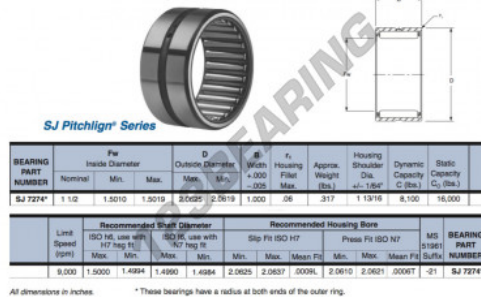 r₁
Fw
D
SJ Pitchlign® Series
123BEARING
BEARING PART NUMBER
Fw Inside Diameter
D Outside Diameter
B Width +.000 -.005
Housing Fillet Max.
Approx. Weight (lbs.)
Housing Shoulder Dia. +/- 1/64"
Dynamic Capacity C (lbs.)
Static Capacity C₀ (lbs.)
Nominal Min. Max. Max. Min.
SJ 7274* 1 1/2 1.5010 1.5019 2.0625 2.0619 1.000 .06 .317 1 13/16 8,100 16,000
Limit Speed (rpm)
Recommended Shaft Diameter
Recommended Housing Bore
MS 51961 Suffix
BEARING PART NUMBER
ISO h6, use with H7 hsg fit
ISO f6, use with N7 hsg fit
Slip Fit ISO H7
Press Fit ISO N7
Max. Min. Max. Min. Min. Max. Mean Fit Min. Max. Mean Fit
9,000 1.5000 1.4994 1.4990 1.4984 2.0625 2.0637 .0009L 2.0610 2.0621 .0006T -21 SJ 7274*
All dimensions in inches.
* These bearings have a radius at both ends of the outer ring.